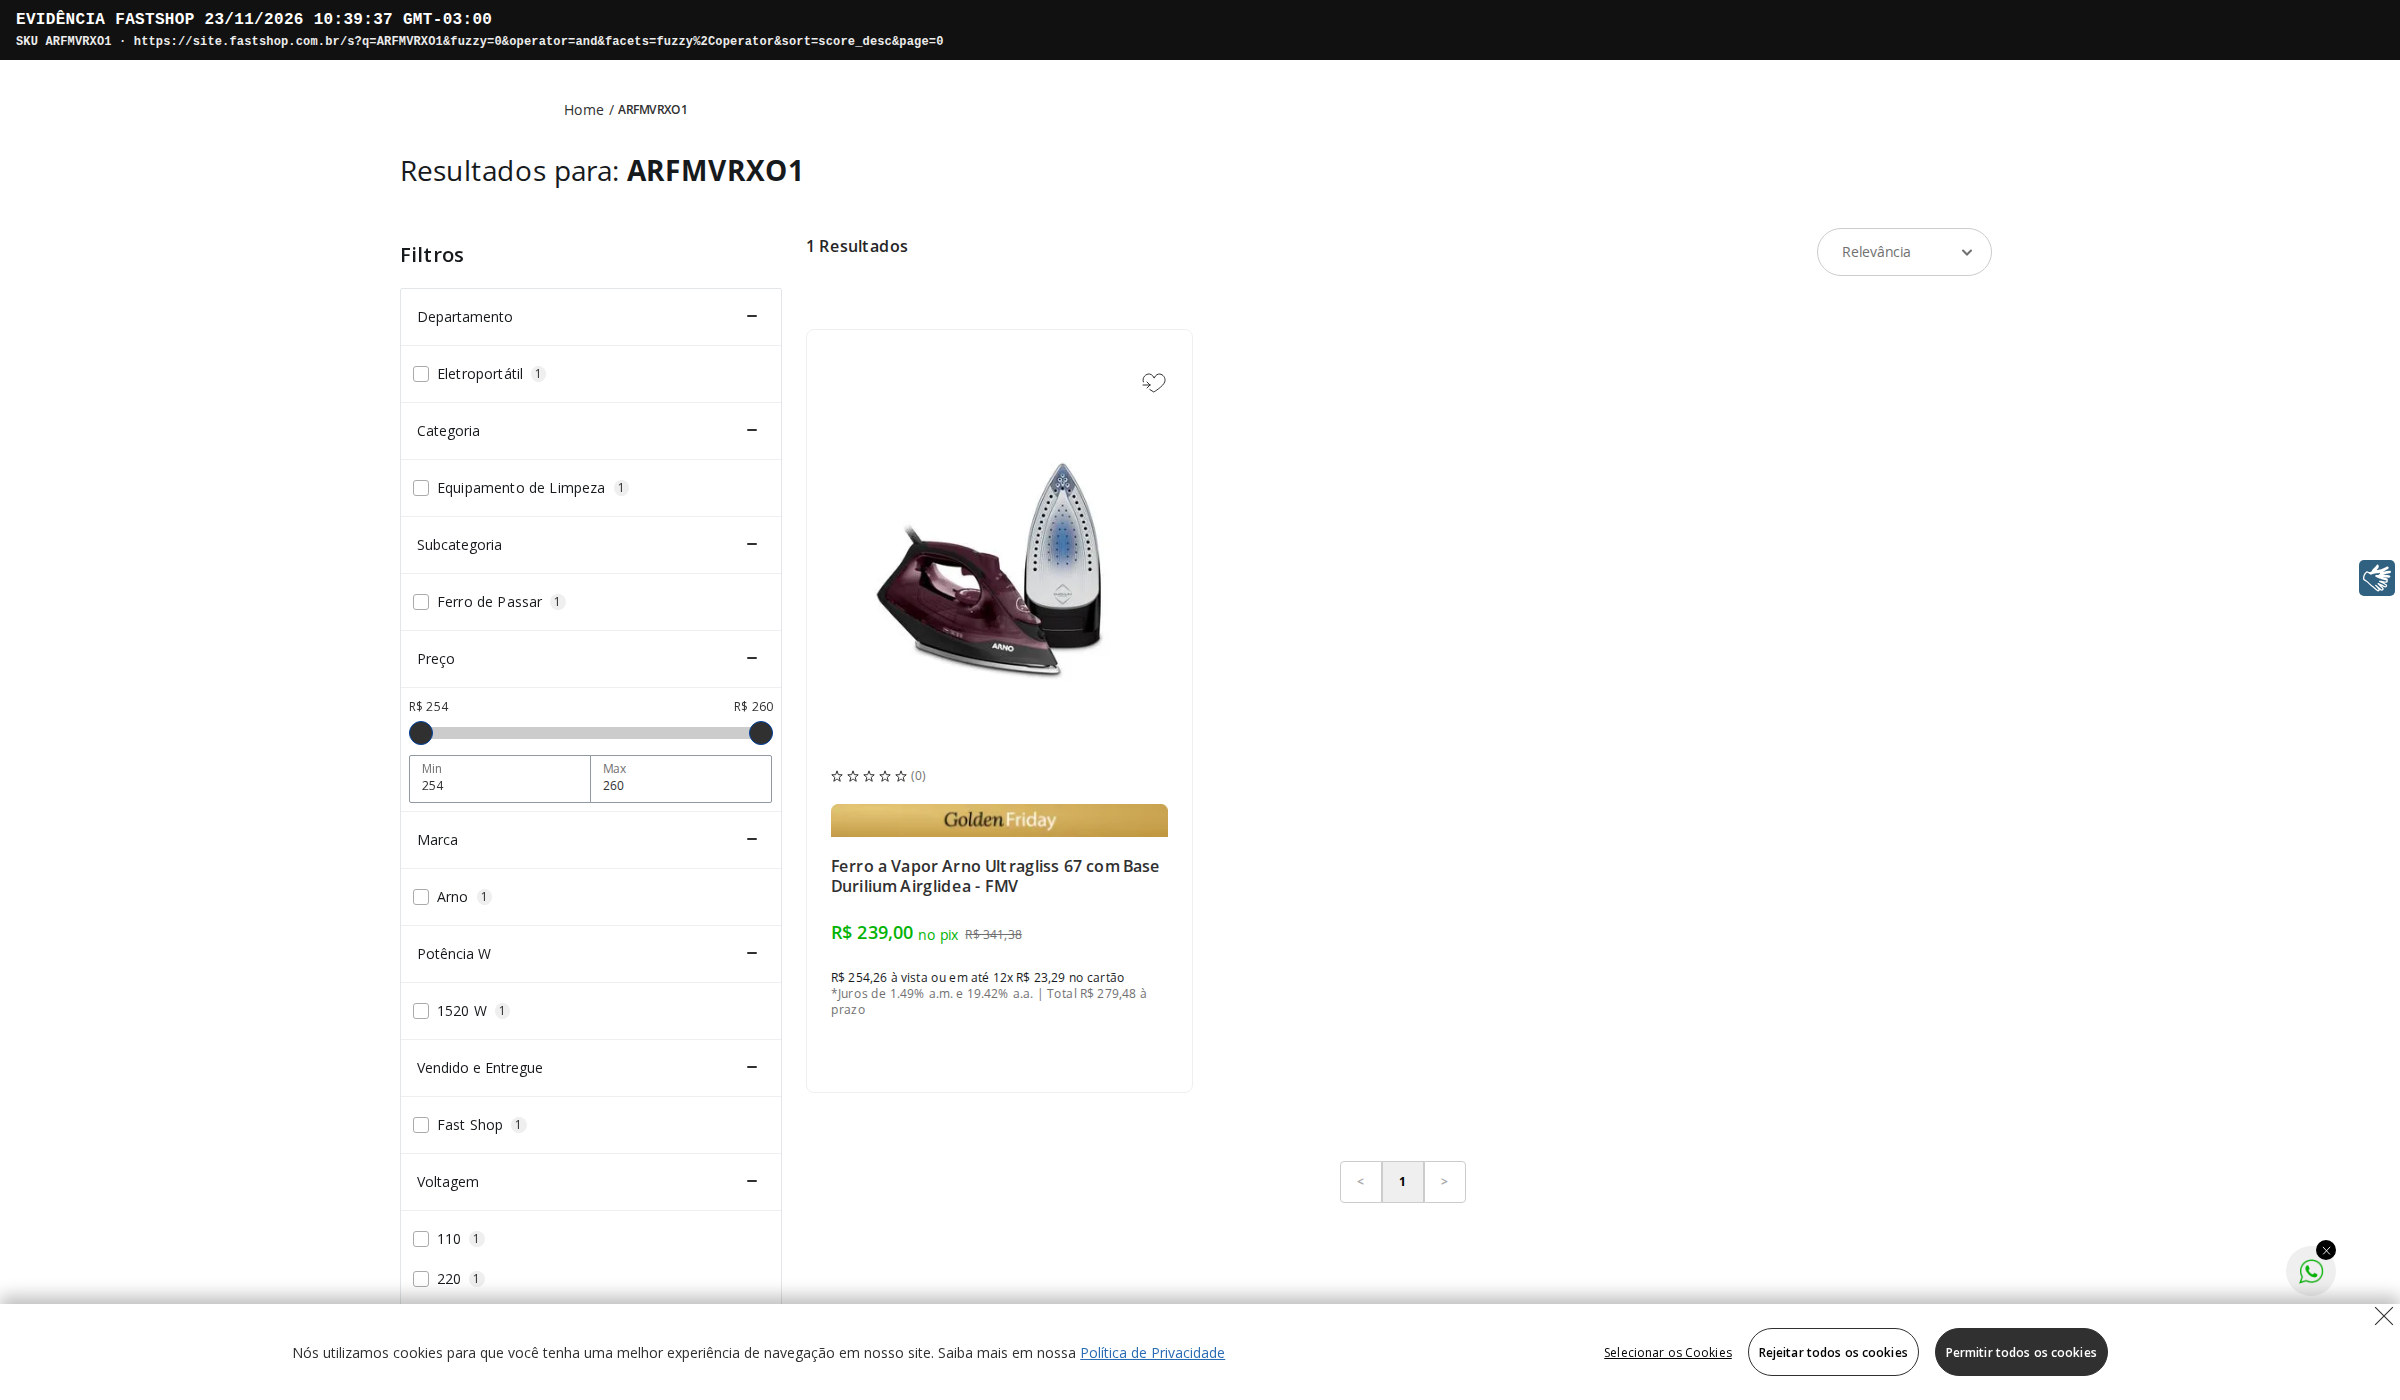 EVIDÊNCIA FASTSHOP 23/11/2026 10:39:37 GMT-03:00
SKU ARFMVRXO1 · https://site.fastshop.com.br/s?q=ARFMVRXO1&fuzzy=0&operator=and&facets=fuzzy%2Coperator&sort=score_desc&page=0
Home / ARFMVRXO1
Resultados para: ARFMVRXO1
Filtros
Departamento
Eletroportátil 1
Categoria
Equipamento de Limpeza 1
Subcategoria
Ferro de Passar 1
Preço
R$ 254 R$ 260
Min Max
254 260
Marca
Arno 1
Potência W
1520 W 1
Vendido e Entregue
Fast Shop 1
Voltagem
110 1
220 1
1 Resultados
Relevância
ARNO
(0)
Golden Friday
Ferro a Vapor Arno Ultragliss 67 com Base
Durilium Airglidea - FMV
R$ 239,00 no pix R$ 341,38
R$ 254,26 à vista ou em até 12x R$ 23,29 no cartão
*Juros de 1.49% a.m. e 19.42% a.a. | Total R$ 279,48 à
prazo
< 1 >
Nós utilizamos cookies para que você tenha uma melhor experiência de navegação em nosso site. Saiba mais em nossa Política de Privacidade
Selecionar os Cookies
Rejeitar todos os cookies
Permitir todos os cookies